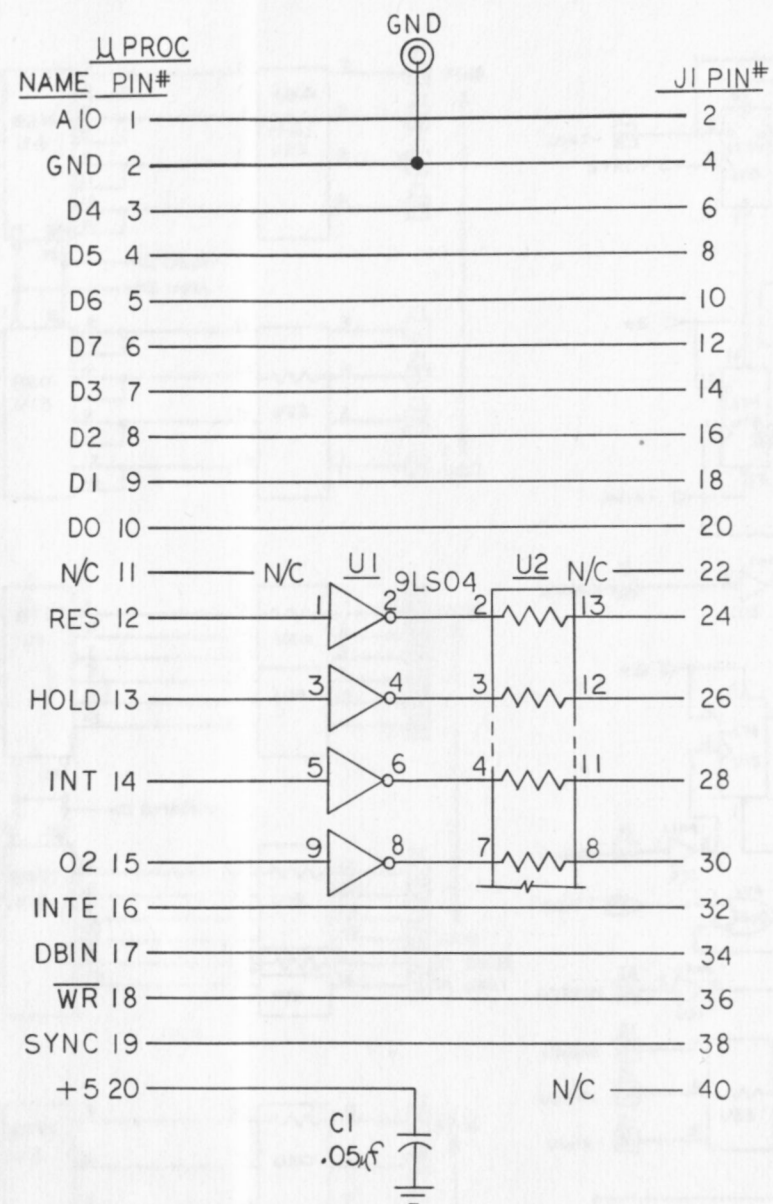 GND
µ PROC
NAME PIN# J1 PIN#
A10 1 2
GND 2 4
D4 3 6
D5 4 8
D6 5 10
D7 6 12
D3 7 14
D2 8 16
D1 9 18
D0 10 20
N/C 11 N/C U1 U2 N/C 22
9LS04
RES 12 1 2 2 13 24
HOLD 13 3 4 3 12 26
INT 14 5 6 4 11 28
02 15 9 8 7 8 30
INTE 16 32
DBIN 17 34
W̅R̅ 18 36
SYNC 19 38
+5 20 N/C 40
C1
.05µf